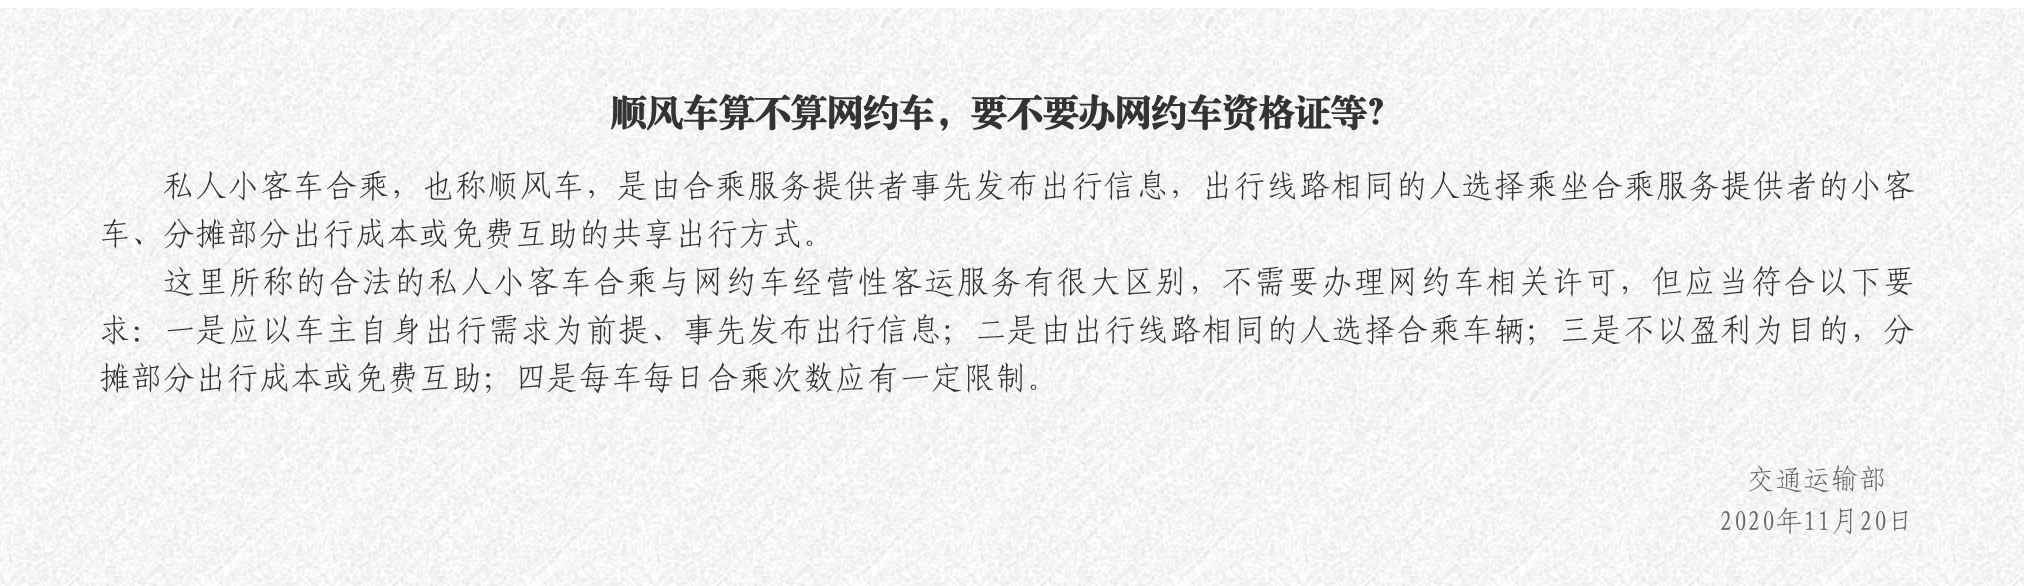 顺风车算不算网约车，要不要办网约车资格证等？
私人小客车合乘，也称顺风车，是由合乘服务提供者事先发布出行信息，出行线路相同的人选择乘坐合乘服务提供者的小客
车、分摊部分出行成本或免费互助的共享出行方式。
这里所称的合法的私人小客车合乘与网约车经营性客运服务有很大区别，不需要办理网约车相关许可，但应当符合以下要
求：一是应以车主自身出行需求为前提、事先发布出行信息；二是由出行线路相同的人选择合乘车辆；三是不以盈利为目的，分
摊部分出行成本或免费互助；四是每车每日合乘次数应有一定限制。
交通运输部
2020年11月20日